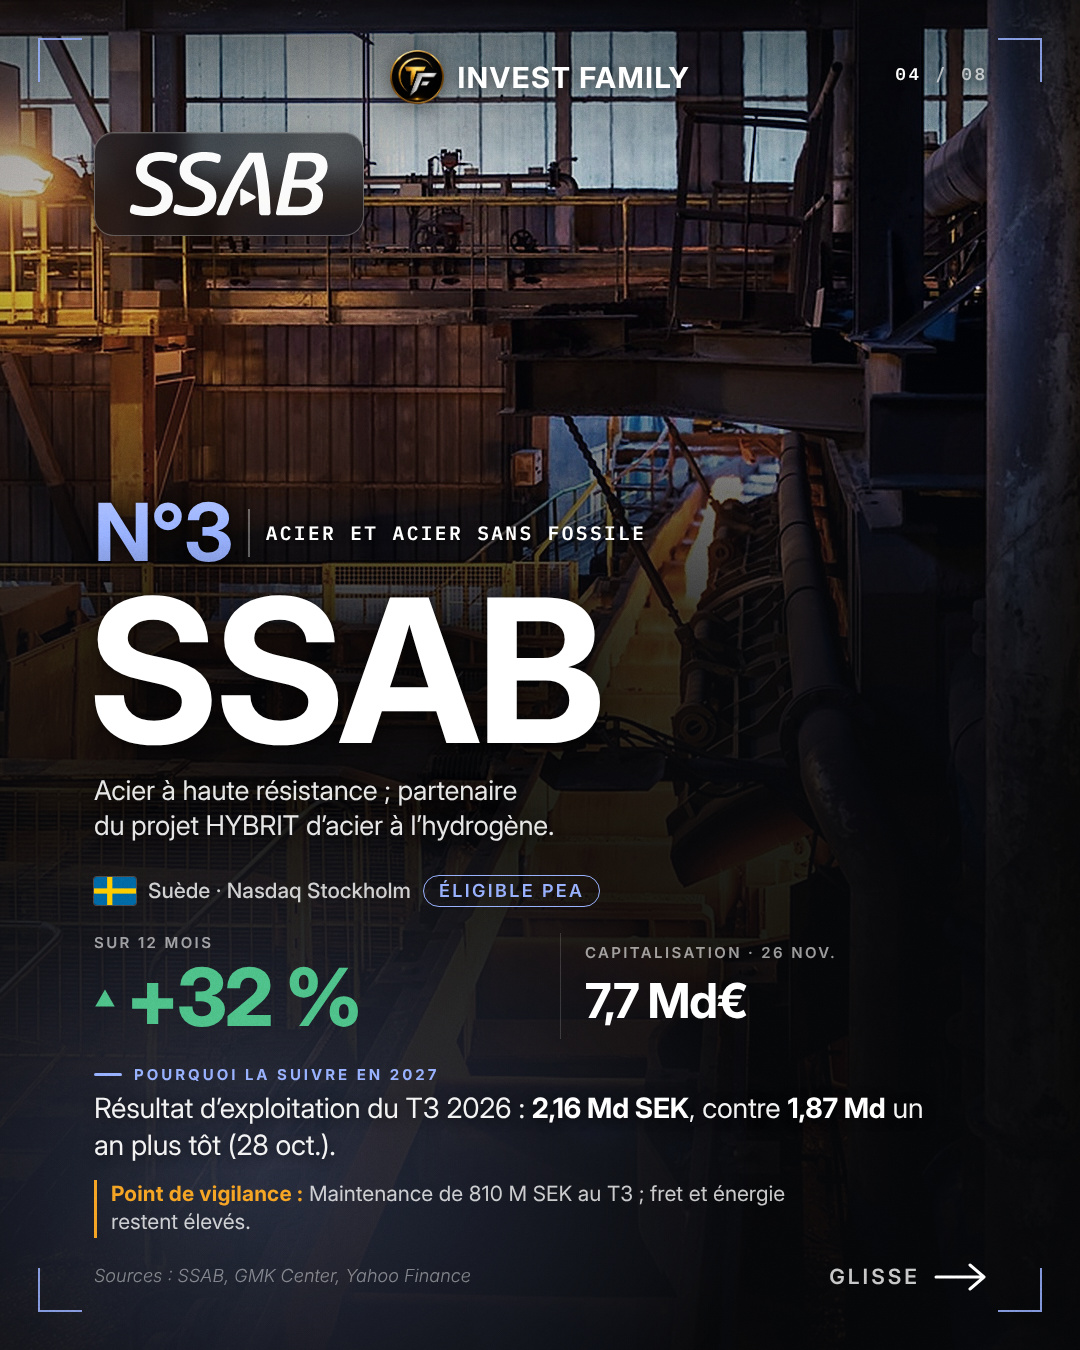 INVEST FAMILY
04 / 08
SSAB
N°3
ACIER ET ACIER SANS FOSSILE
SSAB
Acier à haute résistance ; partenaire
du projet HYBRIT d’acier à l’hydrogène.
Suède · Nasdaq Stockholm
ÉLIGIBLE PEA
SUR 12 MOIS
+32 %
CAPITALISATION · 26 NOV.
7,7 Md€
POURQUOI LA SUIVRE EN 2027
Résultat d’exploitation du T3 2026 : 2,16 Md SEK, contre 1,87 Md un
an plus tôt (28 oct.).
Point de vigilance : Maintenance de 810 M SEK au T3 ; fret et énergie
restent élevés.
Sources : SSAB, GMK Center, Yahoo Finance
GLISSE